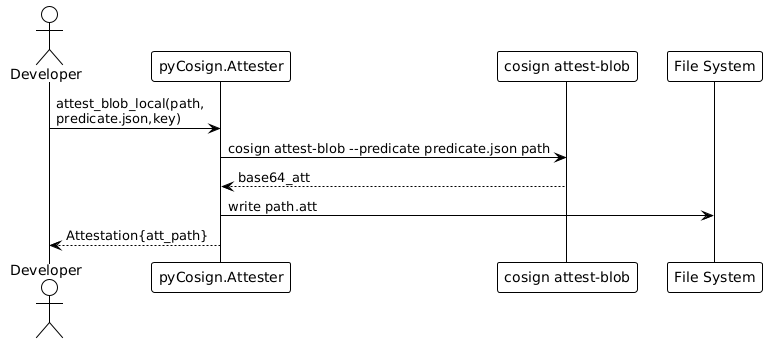 Developer
pyCosign.Attester
cosign attest-blob
File System
attest_blob_local(path,
predicate.json,key)
cosign attest-blob --predicate predicate.json path
base64_att
write path.att
Attestation{att_path}
Developer
pyCosign.Attester
cosign attest-blob
File System